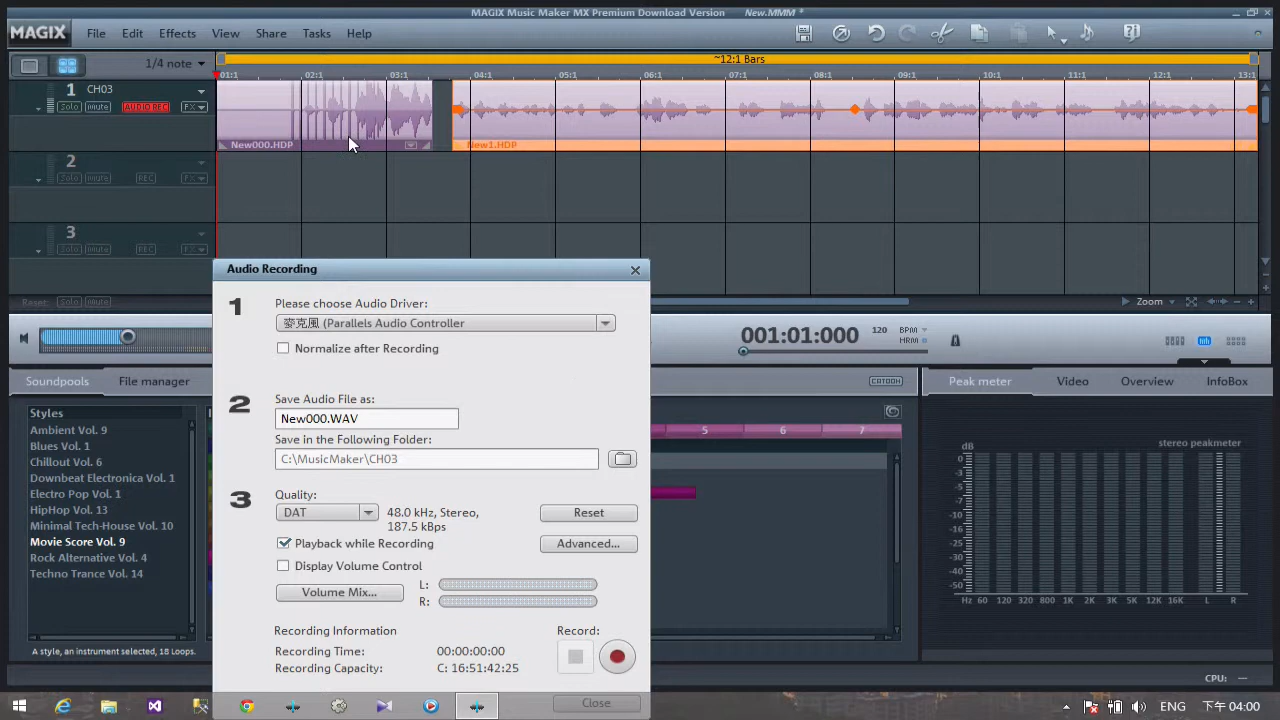 MAGIX Music Maker MX Premium Download Version New.MMM *
MAGIX File Edit Effects View Share Tasks Help
1/4 note
~12:1 Bars
01:1 02:1 03:1 04:1 05:1 06:1 07:1 08:1 09:1 10:1 11:1 12:1 13:1
1 CH03
Solo mute AUDIO REC FX
New000.HDP New1.HDP
2
Solo mute REC FX
3
Solo mute REC FX
Reset: Solo mute
Zoom
001:01:000 120 BPM
HRM
Soundpools File manager
CATOON
Peak meter Video Overview InfoBox
Styles
Ambient Vol. 9
Blues Vol. 1
Chillout Vol. 6
Downbeat Electronica Vol. 1
Electro Pop Vol. 1
HipHop Vol. 13
Minimal Tech-House Vol. 10
Movie Score Vol. 9
Rock Alternative Vol. 4
Techno Trance Vol. 14
A style, an instrument selected, 18 Loops.
5 6 7
Audio Recording
1 Please choose Audio Driver:
麥克風 (Parallels Audio Controller
Normalize after Recording
2 Save Audio File as:
New000.WAV
Save in the Following Folder:
C:\MusicMaker\CH03
3 Quality:
DAT 48.0 kHz, Stereo,
187.5 kBps
Reset
Playback while Recording
Advanced...
Display Volume Control
Volume Mix...
L:
R:
Recording Information
Record:
Recording Time: 00:00:00:00
Recording Capacity: C: 16:51:42:25
Close
stereo peakmeter
dB
0
-3
-5
-7
-9
-11
-13
-15
-20
-25
-30
-40
-50
Hz 60 120 320 800 1K 2K 3K 5K 8K 12K 16K L R
CPU: —
ENG 下午 04:00